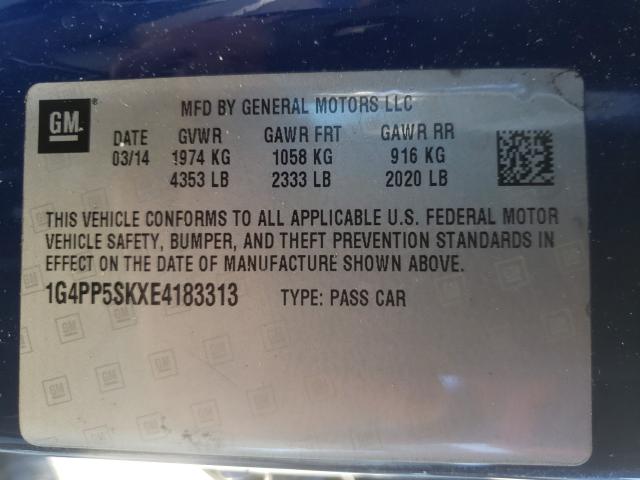 GM ®
MFD BY GENERAL MOTORS LLC
DATE GVWR GAWR FRT GAWR RR
03/14 1974 KG 1058 KG 916 KG
4353 LB 2333 LB 2020 LB
THIS VEHICLE CONFORMS TO ALL APPLICABLE U.S. FEDERAL MOTOR
VEHICLE SAFETY, BUMPER, AND THEFT PREVENTION STANDARDS IN
EFFECT ON THE DATE OF MANUFACTURE SHOWN ABOVE.
1G4PP5SKXE4183313 TYPE: PASS CAR